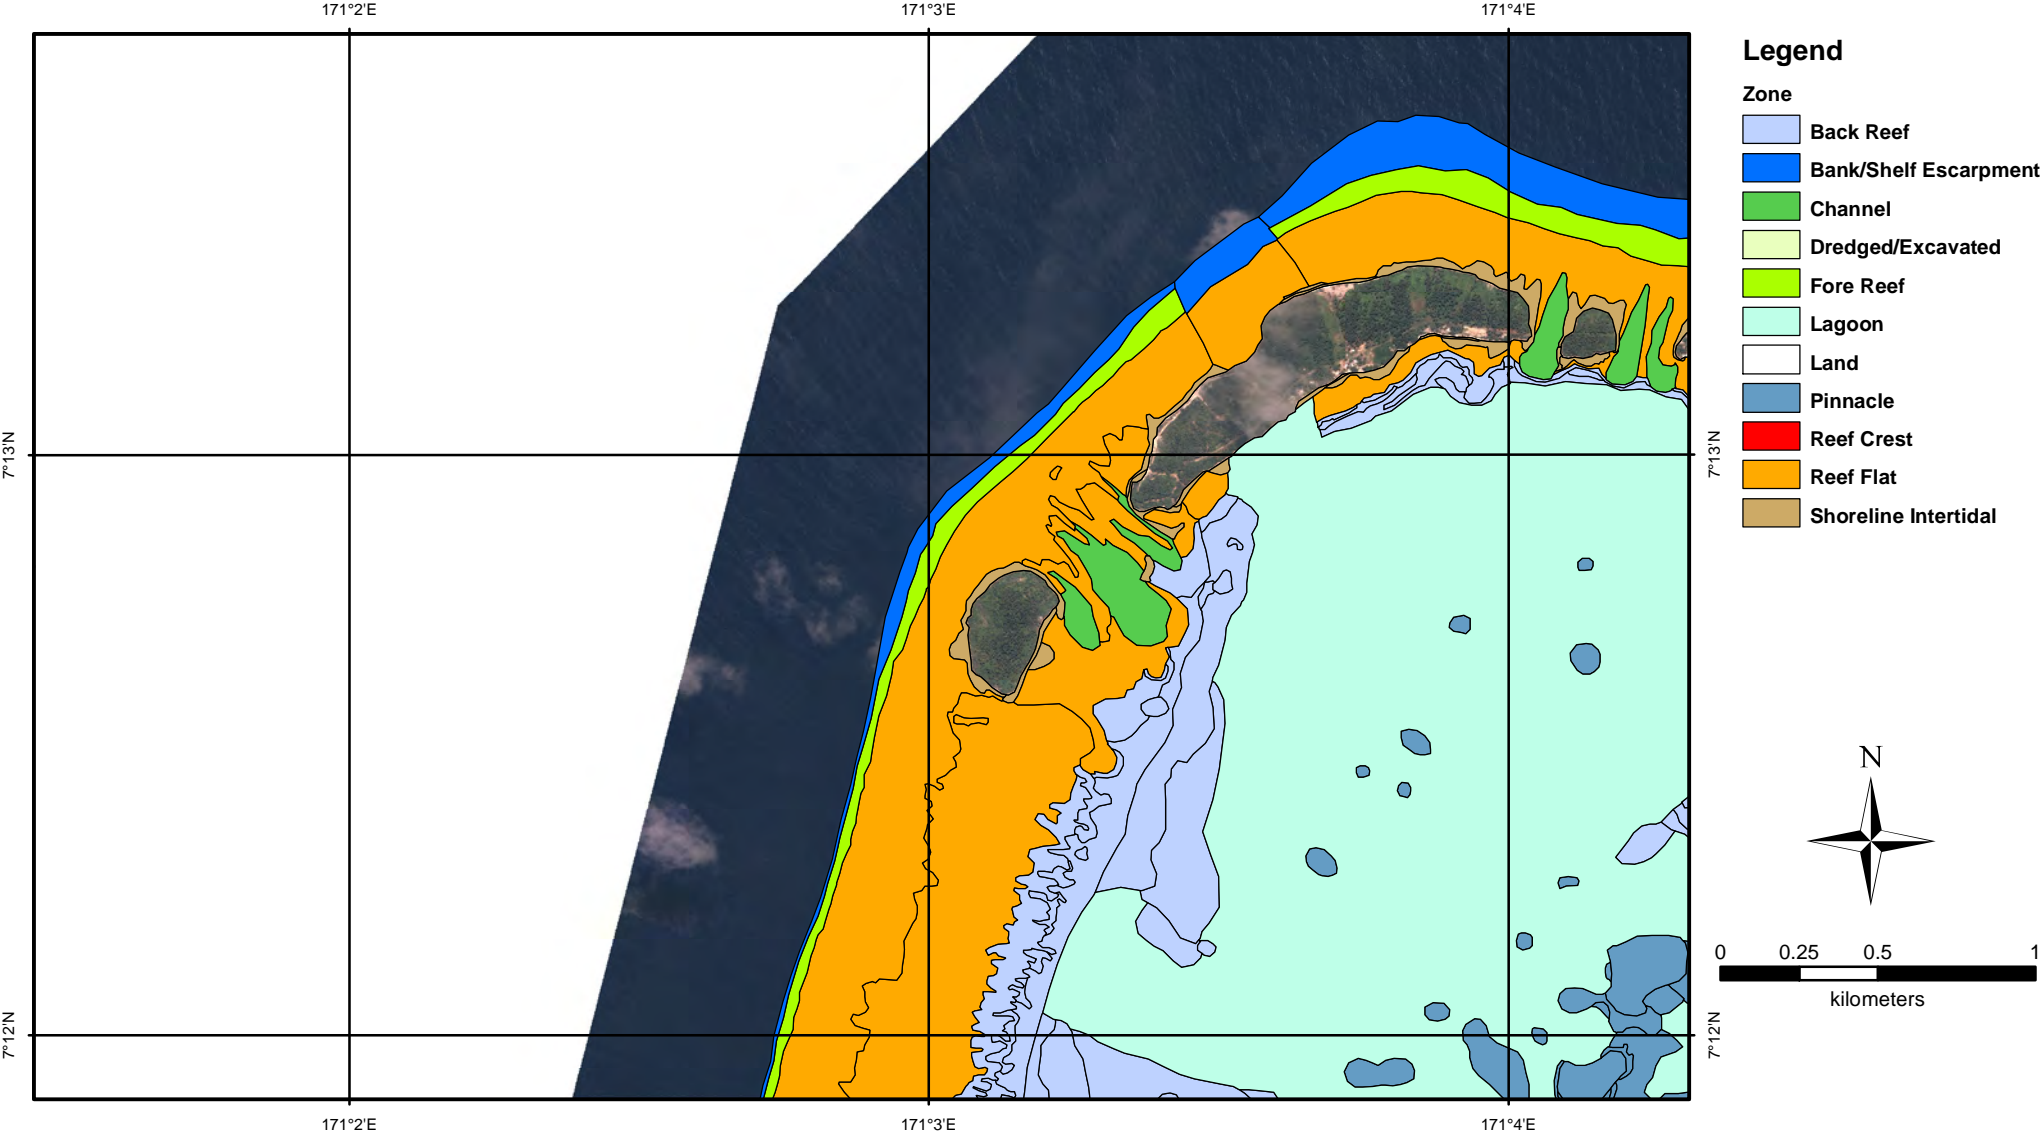 171°2'E 171°3'E 171°4'E
Legend
Zone
Back Reef
Bank/Shelf Escarpment
Channel
Dredged/Excavated
Fore Reef
Lagoon
Land
Pinnacle
Reef Crest
Reef Flat
Shoreline Intertidal
7°13'N 7°13'N
N
0 0.25 0.5 1
kilometers
7°12'N 7°12'N
171°2'E 171°3'E 171°4'E